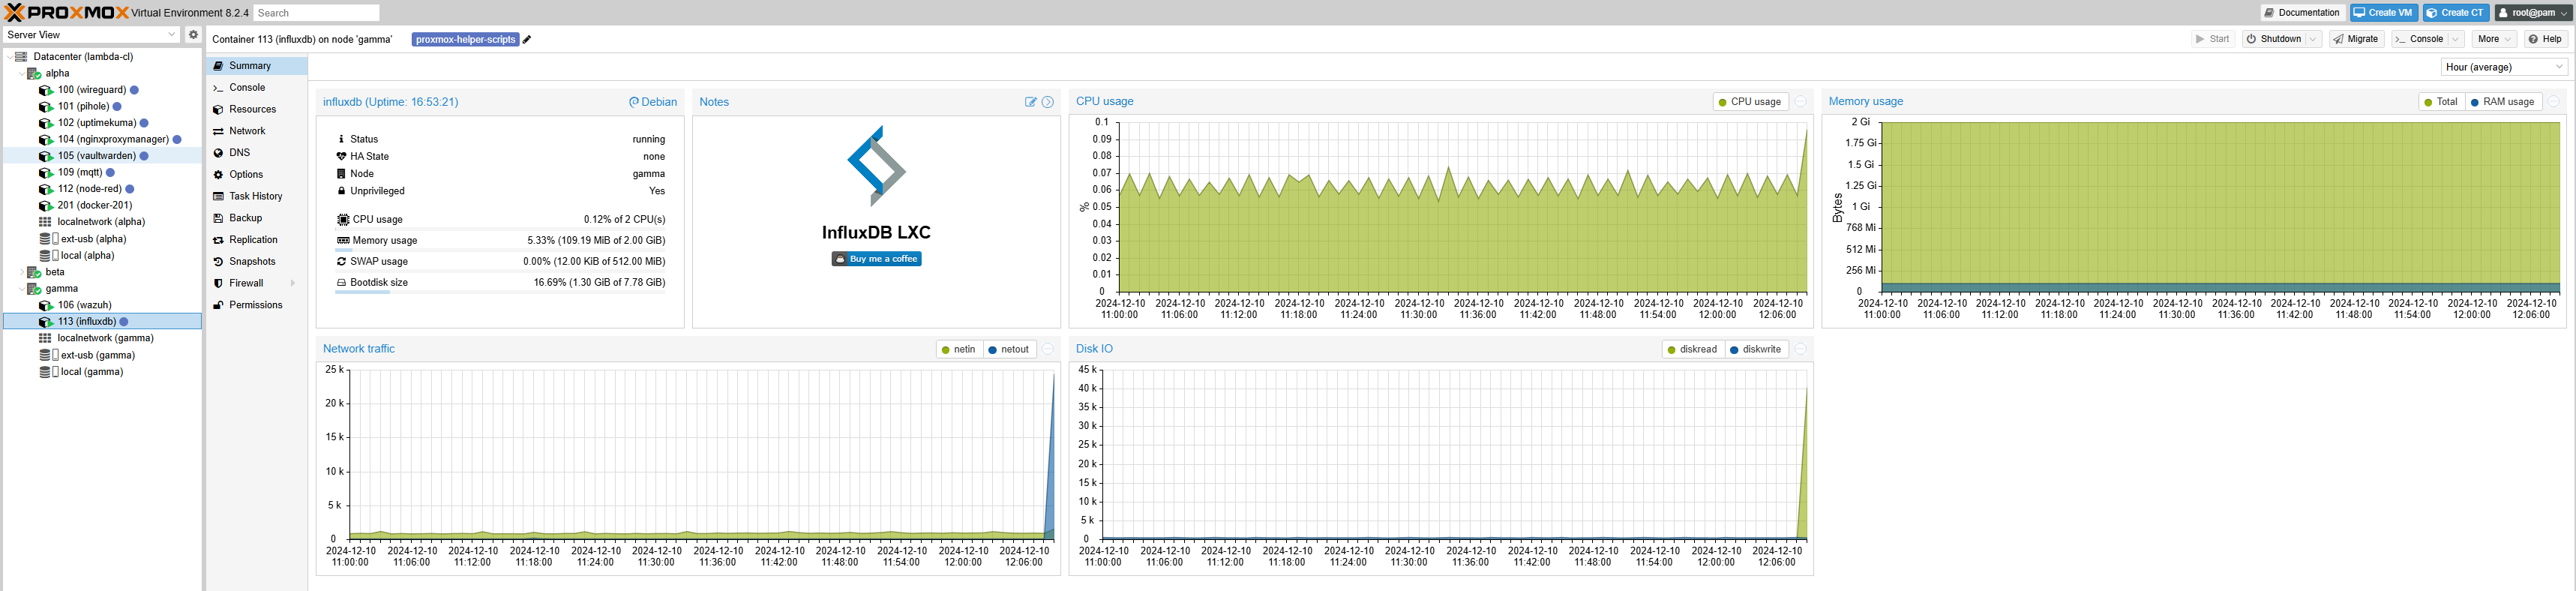 PROXMOX Virtual Environment 8.2.4 Search Documentation Create VM Create CT root@pam
Server View
Container 113 (influxdb) on node 'gamma' proxmox-helper-scripts Start Shutdown Migrate Console More Help
Datacenter (lambda-cl)
alpha
100 (wireguard)
101 (pihole)
102 (uptimekuma)
104 (nginxproxymanager)
105 (vaultwarden)
109 (mqtt)
112 (node-red)
201 (docker-201)
localnetwork (alpha)
ext-usb (alpha)
local (alpha)
beta
gamma
106 (wazuh)
113 (influxdb)
localnetwork (gamma)
ext-usb (gamma)
local (gamma)
Summary
Console
Resources
Network
DNS
Options
Task History
Backup
Replication
Snapshots
Firewall
Permissions
Hour (average)
influxdb (Uptime: 16:53:21) Debian
Status running
HA State none
Node gamma
Unprivileged Yes
CPU usage 0.12% of 2 CPU(s)
Memory usage 5.33% (109.19 MiB of 2.00 GiB)
SWAP usage 0.00% (12.00 KiB of 512.00 MiB)
Bootdisk size 16.69% (1.30 GiB of 7.78 GiB)
Notes
InfluxDB LXC
Buy me a coffee
CPU usage CPU usage
0.1
0.09
0.08
0.07
0.06
0.05
0.04
0.03
0.02
0.01
0
%
2024-12-10 2024-12-10 2024-12-10 2024-12-10 2024-12-10 2024-12-10 2024-12-10 2024-12-10 2024-12-10 2024-12-10 2024-12-10 2024-12-10
11:00:00 11:06:00 11:12:00 11:18:00 11:24:00 11:30:00 11:36:00 11:42:00 11:48:00 11:54:00 12:00:00 12:06:00
Memory usage Total RAM usage
2 Gi
1.75 Gi
1.5 Gi
1.25 Gi
1 Gi
768 Mi
512 Mi
256 Mi
0
Bytes
2024-12-10 2024-12-10 2024-12-10 2024-12-10 2024-12-10 2024-12-10 2024-12-10 2024-12-10 2024-12-10 2024-12-10 2024-12-10 2024-12-10
11:00:00 11:06:00 11:12:00 11:18:00 11:24:00 11:30:00 11:36:00 11:42:00 11:48:00 11:54:00 12:00:00 12:06:00
Network traffic netin netout
25 k
20 k
15 k
10 k
5 k
0
2024-12-10 2024-12-10 2024-12-10 2024-12-10 2024-12-10 2024-12-10 2024-12-10 2024-12-10 2024-12-10 2024-12-10 2024-12-10 2024-12-10
11:00:00 11:06:00 11:12:00 11:18:00 11:24:00 11:30:00 11:36:00 11:42:00 11:48:00 11:54:00 12:00:00 12:06:00
Disk IO diskread diskwrite
45 k
40 k
35 k
30 k
25 k
20 k
15 k
10 k
5 k
0
2024-12-10 2024-12-10 2024-12-10 2024-12-10 2024-12-10 2024-12-10 2024-12-10 2024-12-10 2024-12-10 2024-12-10 2024-12-10 2024-12-10
11:00:00 11:06:00 11:12:00 11:18:00 11:24:00 11:30:00 11:36:00 11:42:00 11:48:00 11:54:00 12:00:00 12:06:00